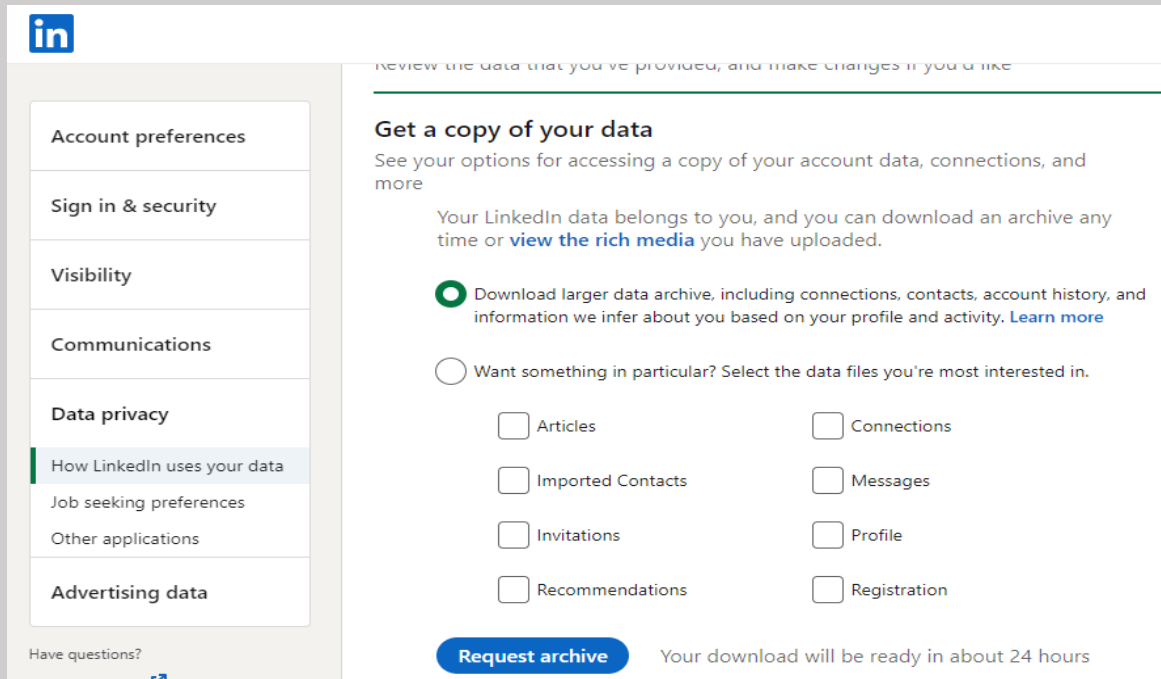 in
Account preferences
Sign in & security
Visibility
Communications
Data privacy
How LinkedIn uses your data
Job seeking preferences
Other applications
Advertising data
Have questions?
Review the data that you've provided, and make changes if you'd like
Get a copy of your data
See your options for accessing a copy of your account data, connections, and
more
Your LinkedIn data belongs to you, and you can download an archive any
time or view the rich media you have uploaded.
Download larger data archive, including connections, contacts, account history, and
information we infer about you based on your profile and activity. Learn more
Want something in particular? Select the data files you're most interested in.
Articles
Connections
Imported Contacts
Messages
Invitations
Profile
Recommendations
Registration
Request archive
Your download will be ready in about 24 hours